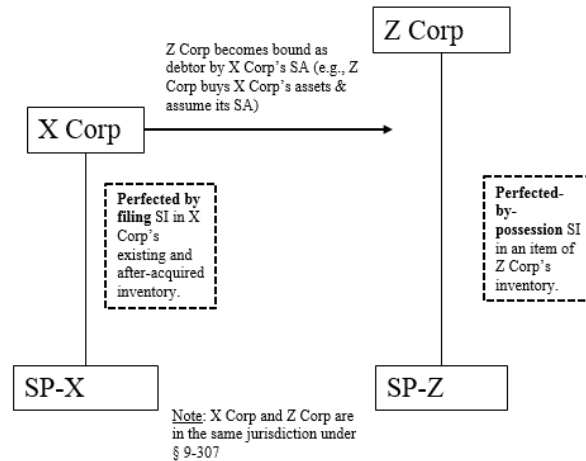 Z Corp
Z Corp becomes bound as
debtor by X Corp's SA (e.g., Z
Corp buys X Corp's assets &
assume its SA)
X Corp
Perfected by
filing SI in X
Corp's
existing and
after-acquired
inventory.
Perfected-
by-
possession SI
in an item of
Z Corp's
inventory.
SP-X
SP-Z
Note: X Corp and Z Corp are
in the same jurisdiction under
§ 9-307